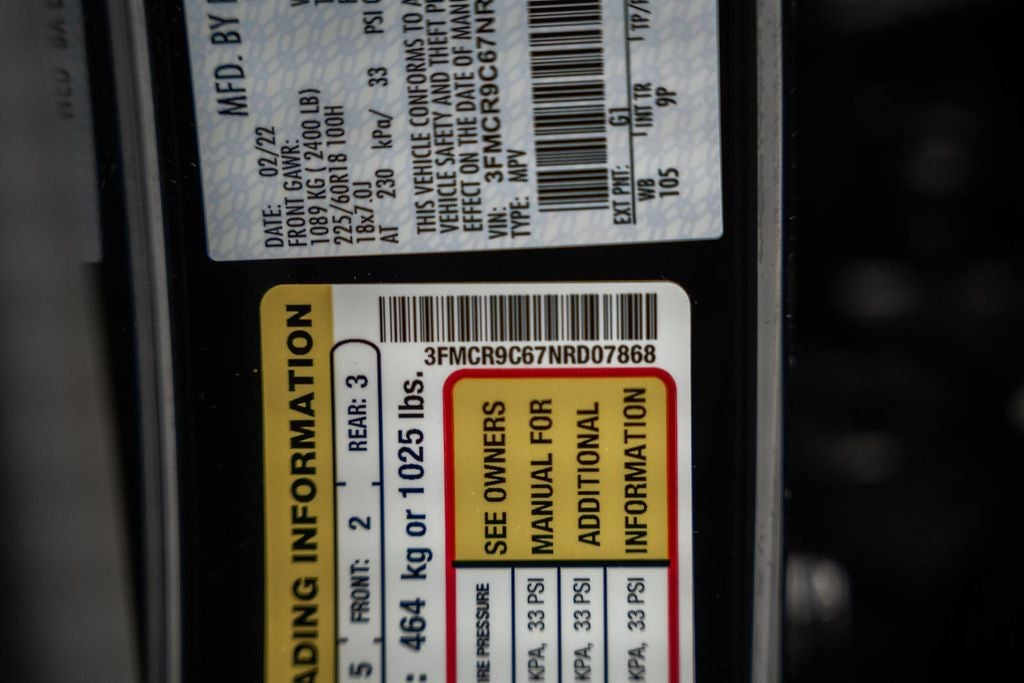 MFD. BY
DATE: 02/22
FRONT GAWR:
1089 KG ( 2400 LB)
225/60R18 100H
18x7.0J
AT 230 kPa/ 33 PSI
THIS VEHICLE CONFORMS TO
VEHICLE SAFETY AND THEFT
EFFECT ON THE DATE OF
VIN: 3FMCR9C67NR
TYPE: MPV
EXT PNT: G1
WB INT TR TP/
105 9P
ADING INFORMATION
5 FRONT: 2 REAR: 3
: 464 kg or 1025 lbs.
3FMCR9C67NRD07868
SEE OWNERS
MANUAL FOR
ADDITIONAL
INFORMATION
IRE PRESSURE
KPA, 33 PSI
KPA, 33 PSI
KPA, 33 PSI